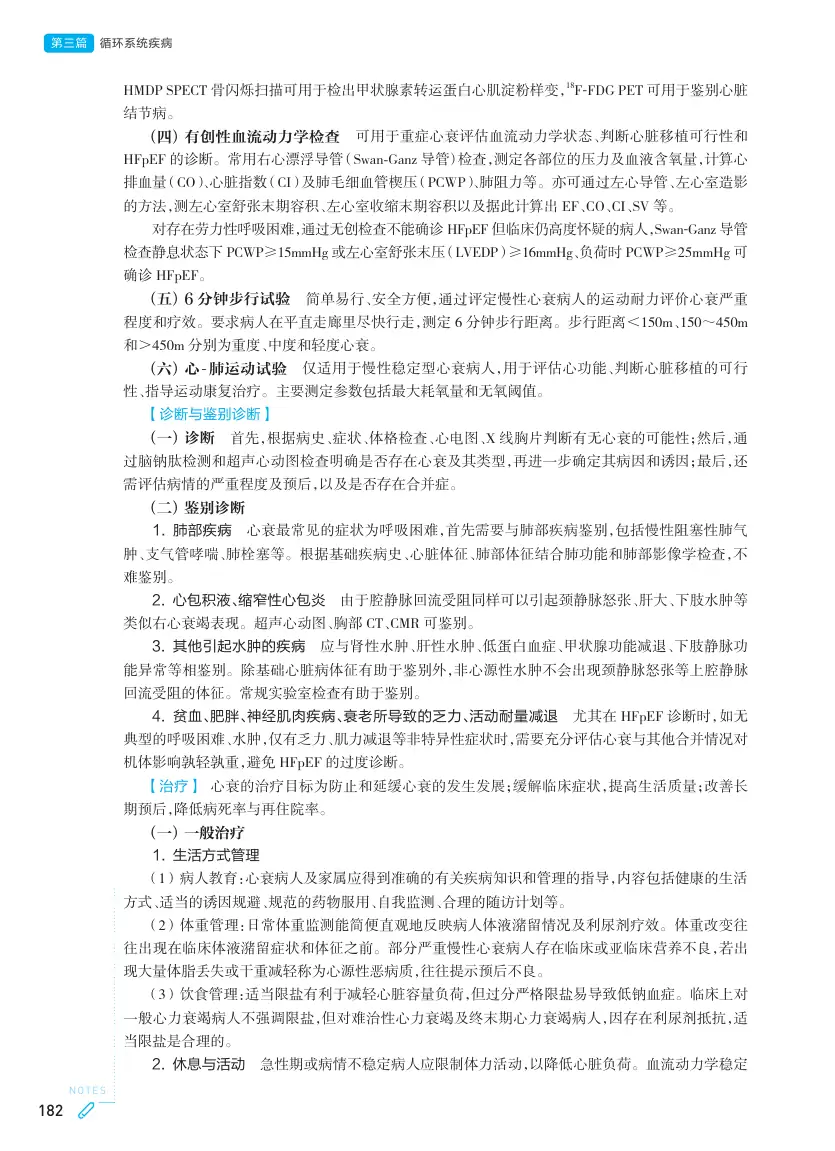 第三篇 循环系统疾病
HMDP SPECT 骨闪烁扫描可用于检出甲状腺素转运蛋白心肌淀粉样变,¹⁸F-FDG PET 可用于鉴别心脏
结节病。
(四)有创性血流动力学检查 可用于重症心衰评估血流动力学状态、判断心脏移植可行性和
HFpEF 的诊断。常用右心漂浮导管(Swan-Ganz 导管)检查,测定各部位的压力及血液含氧量,计算心
排血量(CO)、心脏指数(CI)及肺毛细血管楔压(PCWP)、肺阻力等。亦可通过左心导管、左心室造影
的方法,测左心室舒张末期容积、左心室收缩末期容积以及据此计算出 EF、CO、CI、SV 等。
对存在劳力性呼吸困难,通过无创检查不能确诊 HFpEF 但临床仍高度怀疑的病人,Swan-Ganz 导管
检查静息状态下 PCWP≥15mmHg 或左心室舒张末压(LVEDP)≥16mmHg、负荷时 PCWP≥25mmHg 可
确诊 HFpEF。
(五)6 分钟步行试验 简单易行、安全方便,通过评定慢性心衰病人的运动耐力评价心衰严重
程度和疗效。要求病人在平直走廊里尽快行走,测定 6 分钟步行距离。步行距离<150m、150~450m
和>450m 分别为重度、中度和轻度心衰。
(六)心-肺运动试验 仅适用于慢性稳定型心衰病人,用于评估心功能、判断心脏移植的可行
性、指导运动康复治疗。主要测定参数包括最大耗氧量和无氧阈值。
【诊断与鉴别诊断】
(一)诊断 首先,根据病史、症状、体格检查、心电图、X 线胸片判断有无心衰的可能性;然后,通
过脑钠肽检测和超声心动图检查明确是否存在心衰及其类型,再进一步确定其病因和诱因;最后,还
需评估病情的严重程度及预后,以及是否存在合并症。
(二)鉴别诊断
1. 肺部疾病 心衰最常见的症状为呼吸困难,首先需要与肺部疾病鉴别,包括慢性阻塞性肺气
肿、支气管哮喘、肺栓塞等。根据基础疾病史、心脏体征、肺部体征结合肺功能和肺部影像学检查,不
难鉴别。
2. 心包积液、缩窄性心包炎 由于腔静脉回流受阻同样可以引起颈静脉怒张、肝大、下肢水肿等
类似右心衰竭表现。超声心动图、胸部 CT、CMR 可鉴别。
3. 其他引起水肿的疾病 应与肾性水肿、肝性水肿、低蛋白血症、甲状腺功能减退、下肢静脉功
能异常等相鉴别。除基础心脏病体征有助于鉴别外,非心源性水肿不会出现颈静脉怒张等上腔静脉
回流受阻的体征。常规实验室检查有助于鉴别。
4. 贫血、肥胖、神经肌肉疾病、衰老所导致的乏力、活动耐量减退 尤其在 HFpEF 诊断时,如无
典型的呼吸困难、水肿,仅有乏力、肌力减退等非特异性症状时,需要充分评估心衰与其他合并情况对
机体影响孰轻孰重,避免 HFpEF 的过度诊断。
【治疗】 心衰的治疗目标为防止和延缓心衰的发生发展;缓解临床症状,提高生活质量;改善长
期预后,降低病死率与再住院率。
(一)一般治疗
1. 生活方式管理
(1)病人教育:心衰病人及家属应得到准确的有关疾病知识和管理的指导,内容包括健康的生活
方式、适当的诱因规避、规范的药物服用、自我监测、合理的随访计划等。
(2)体重管理:日常体重监测能简便直观地反映病人体液潴留情况及利尿剂疗效。体重改变往
往出现在临床体液潴留症状和体征之前。部分严重慢性心衰病人存在临床或亚临床营养不良,若出
现大量体脂丢失或干重减轻称为心源性恶病质,往往提示预后不良。
(3)饮食管理:适当限盐有利于减轻心脏容量负荷,但过分严格限盐易导致低钠血症。临床上对
一般心力衰竭病人不强调限盐,但对难治性心力衰竭及终末期心力衰竭病人,因存在利尿剂抵抗,适
当限盐是合理的。
2. 休息与活动 急性期或病情不稳定病人应限制体力活动,以降低心脏负荷。血流动力学稳定
NOTES
182